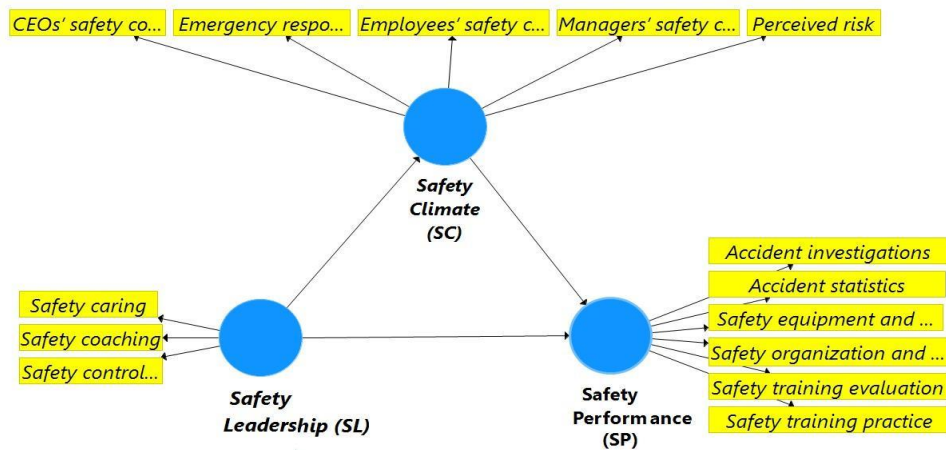 CEOs' safety co...
Emergency respo...
Employees' safety c...
Managers' safety c...
Perceived risk
Safety
Climate
(SC)
Accident investigations
Accident statistics
Safety equipment and ...
Safety organization and ...
Safety training evaluation
Safety training practice
Safety caring
Safety coaching
Safety control...
Safety
Leadership (SL)
Safety
Performance
(SP)